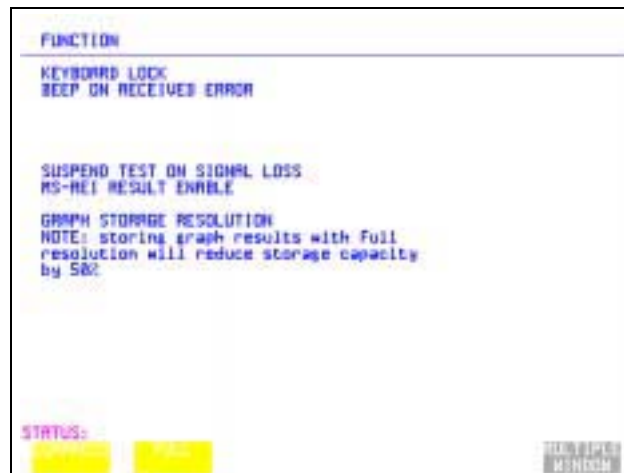 FUNCTION
KEYBOARD LOCK
BEEP ON RECEIVED ERROR
SUSPEND TEST ON SIGNAL LOSS
MS-REI RESULT ENABLE
GRAPH STORAGE RESOLUTION
NOTE: storing graph results with Full
resolution will reduce storage capacity
by 50%
STATUS:
FULL
MULTIPLE
WINDOW